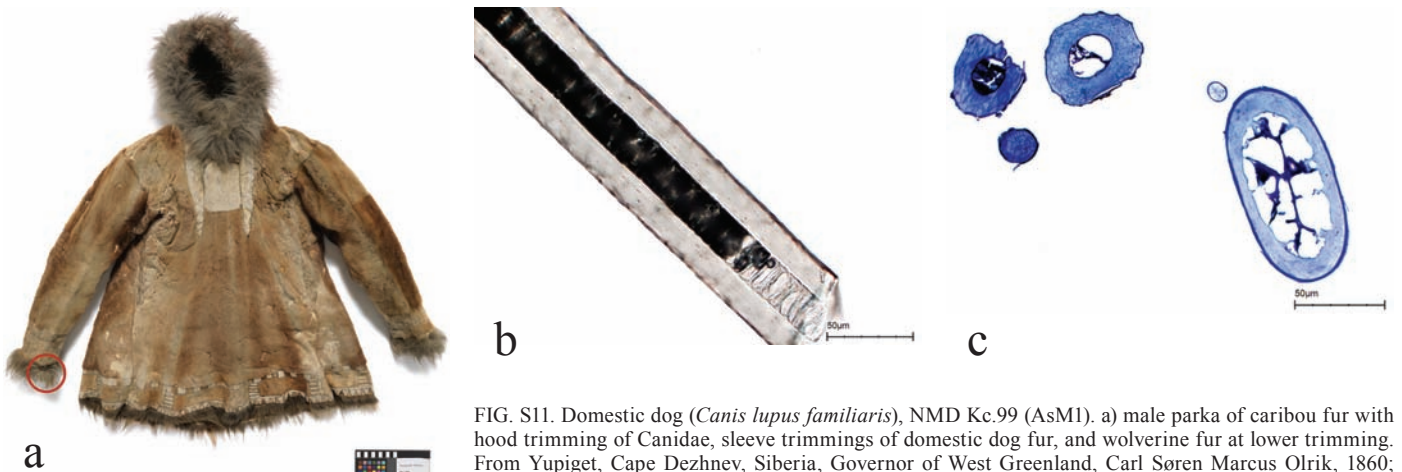 a
b
50µm
c
50µm
FIG. S11. Domestic dog (Canis lupus familiaris), NMD Kc.99 (AsM1). a) male parka of caribou fur with
hood trimming of Canidae, sleeve trimmings of domestic dog fur, and wolverine fur at lower trimming.
From Yupiget, Cape Dezhnev, Siberia, Governor of West Greenland, Carl Søren Marcus Olrik, 1860;